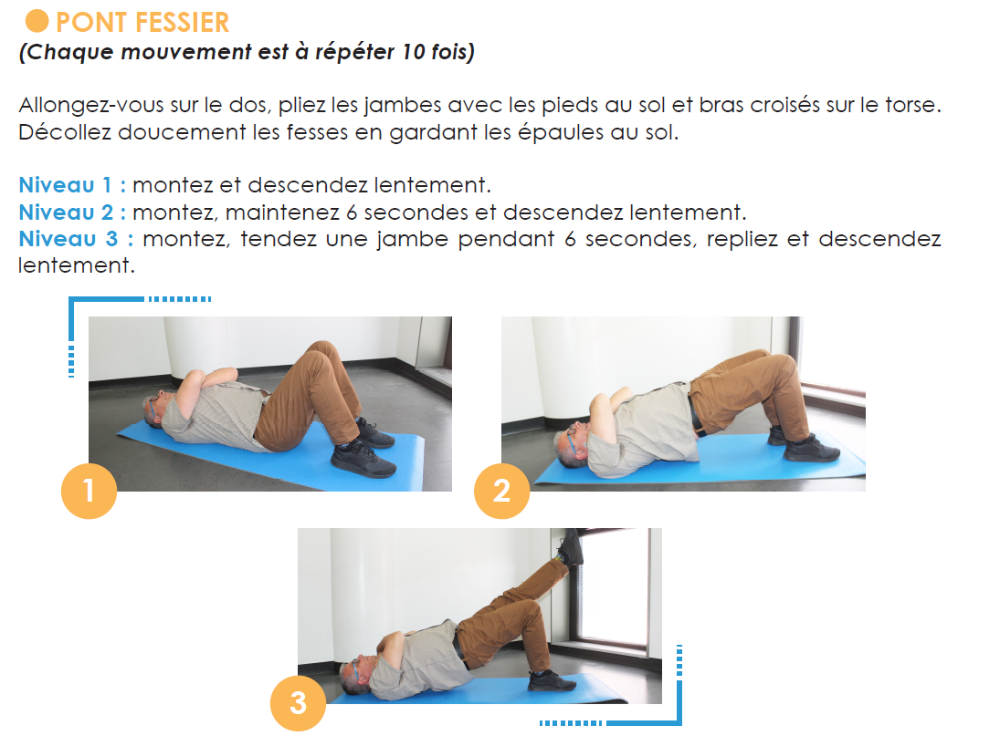 PONT FESSIER
(Chaque mouvement est à répéter 10 fois)
Allongez-vous sur le dos, pliez les jambes avec les pieds au sol et bras croisés sur le torse.
Décollez doucement les fesses en gardant les épaules au sol.
Niveau 1 : montez et descendez lentement.
Niveau 2 : montez, maintenez 6 secondes et descendez lentement.
Niveau 3 : montez, tendez une jambe pendant 6 secondes, repliez et descendez
lentement.
1
2
3